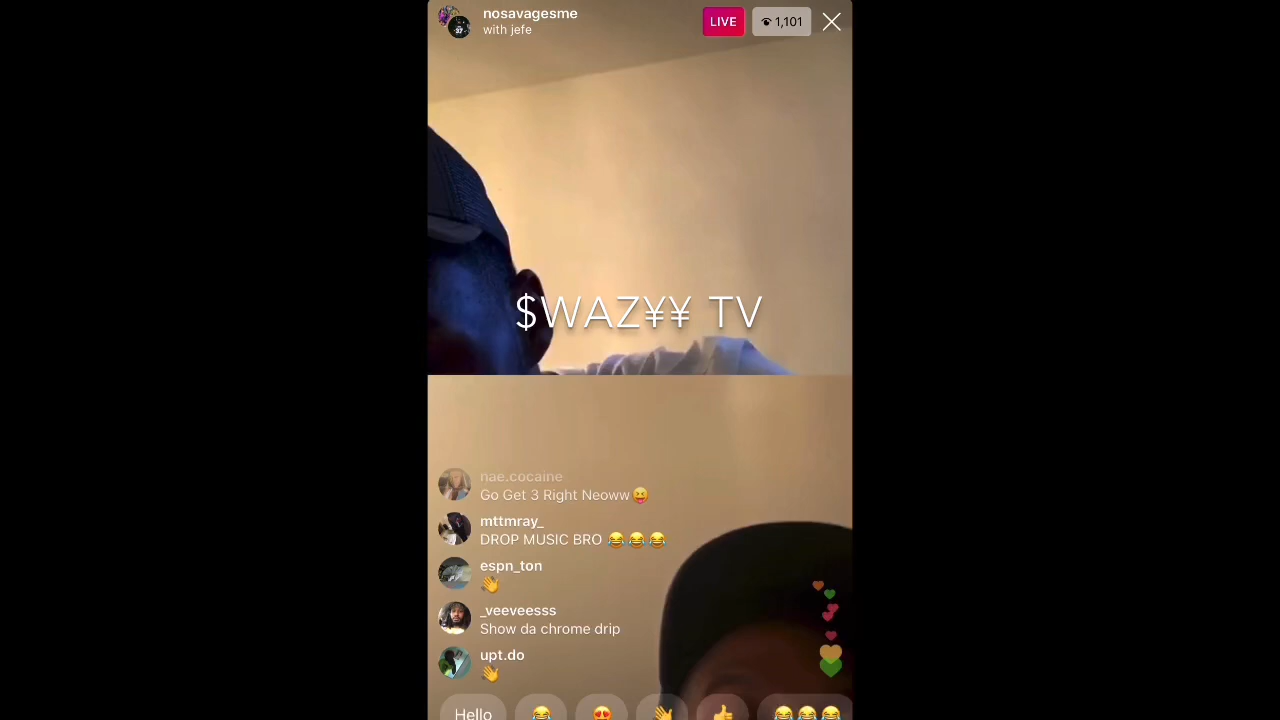 nosavagesme
with jefe
LIVE
1,101
$WAZ¥¥ TV
nae.cocaine
Go Get 3 Right Neoww😝
mttmray_
DROP MUSIC BRO 😂😂😂
espn_ton
👋
_veeveesss
Show da chrome drip
upt.do
👋
Hello 😂 😍 👋 👍 😂😂😂